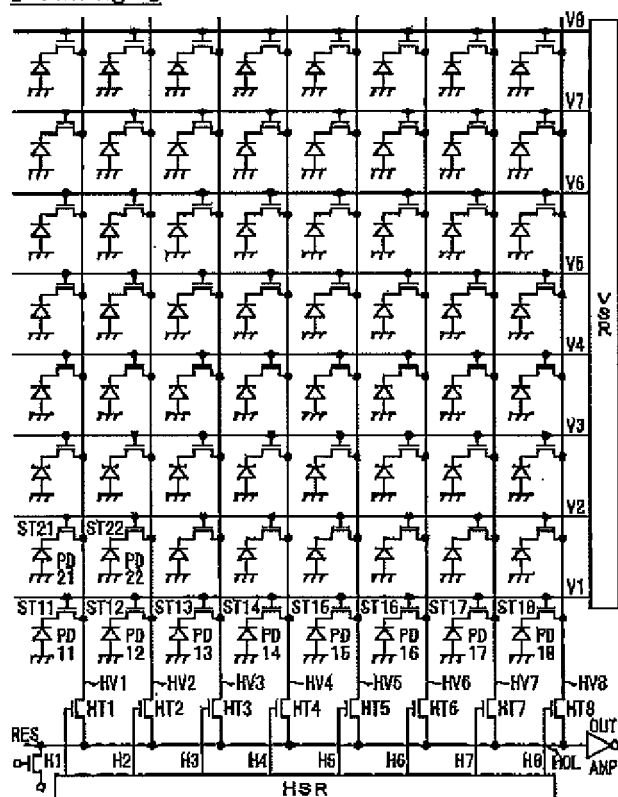 V8
V7
V6
V5
V4
V3
V2
V1
VSR
ST21 ST22
PD 21 PD 22
ST11 ST12 ST13 ST14 ST15 ST16 ST17 ST18
PD 11 PD 12 PD 13 PD 14 PD 15 PD 16 PD 17 PD 18
HV1 HV2 HV3 HV4 HV5 HV6 HV7 HV8
HT1 HT2 HT3 HT4 HT5 HT6 HT7 HT8
RES OUT
H1 H2 H3 H4 H5 H6 H7 H8 HOL AMP
HSR